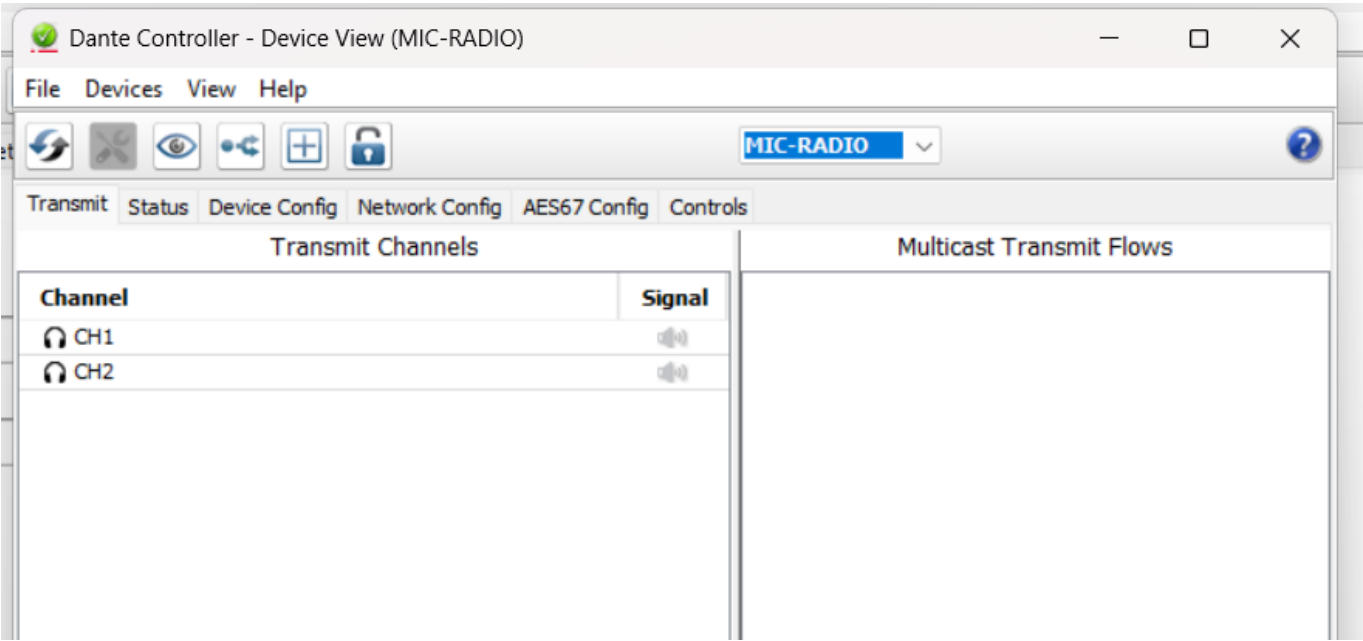 Dante Controller - Device View (MIC-RADIO)
File Devices View Help
MIC-RADIO
Transmit Status Device Config Network Config AES67 Config Controls
Transmit Channels
Multicast Transmit Flows
Channel Signal
CH1
CH2